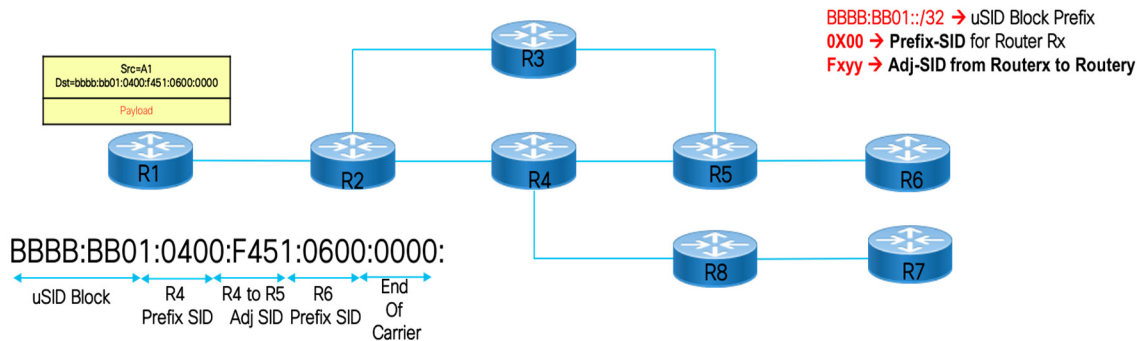 BBBB:BB01::/32 → uSID Block Prefix
0X00 → Prefix-SID for Router Rx
Fxyy → Adj-SID from Routerx to Routery
Src=A1
Dst=bbbb:bb01:0400:f451:0600:0000
Payload
R3
R1
R2
R4
R5
R6
R8
R7
BBBB:BB01:0400:F451:0600:0000:
uSID Block
R4
Prefix SID
R4 to R5
Adj SID
R6
Prefix SID
End
Of
Carrier